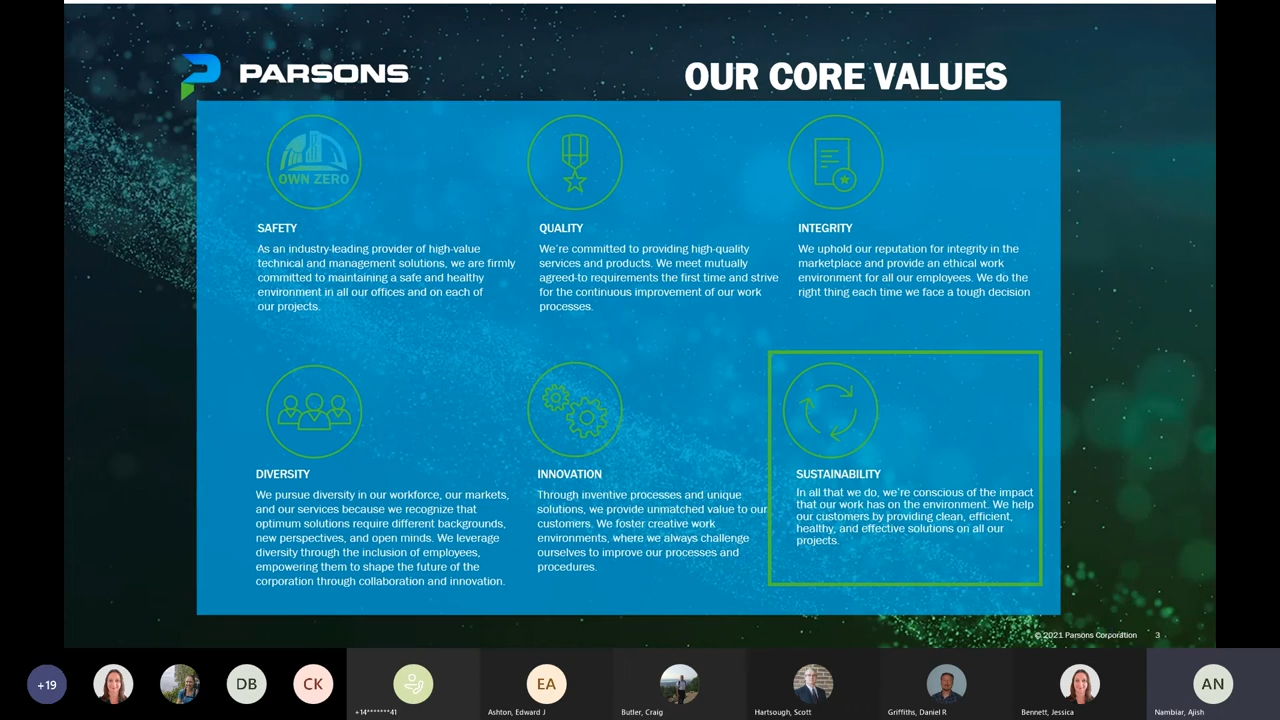 PARSONS
OUR CORE VALUES
OWN ZERO
SAFETY
As an industry-leading provider of high-value
technical and management solutions, we are firmly
committed to maintaining a safe and healthy
environment in all our offices and on each of
our projects.
QUALITY
We're committed to providing high-quality
services and products. We meet mutually
agreed-to requirements the first time and strive
for the continuous improvement of our work
processes.
INTEGRITY
We uphold our reputation for integrity in the
marketplace and provide an ethical work
environment for all our employees. We do the
right thing each time we face a tough decision
DIVERSITY
We pursue diversity in our workforce, our markets,
and our services because we recognize that
optimum solutions require different backgrounds,
new perspectives, and open minds. We leverage
diversity through the inclusion of employees,
empowering them to shape the future of the
corporation through collaboration and innovation.
INNOVATION
Through inventive processes and unique
solutions, we provide unmatched value to our
customers. We foster creative work
environments, where we always challenge
ourselves to improve our processes and
procedures.
SUSTAINABILITY
In all that we do, we're conscious of the impact
that our work has on the environment. We help
our customers by providing clean, efficient,
healthy, and effective solutions on all our
projects.
© 2021 Parsons Corporation 3
+19
DB
CK
+14*******41
EA
Ashton, Edward J
Butler, Craig
Hartsough, Scott
Griffiths, Daniel R
Bennett, Jessica
AN
Nambiar, Ajish